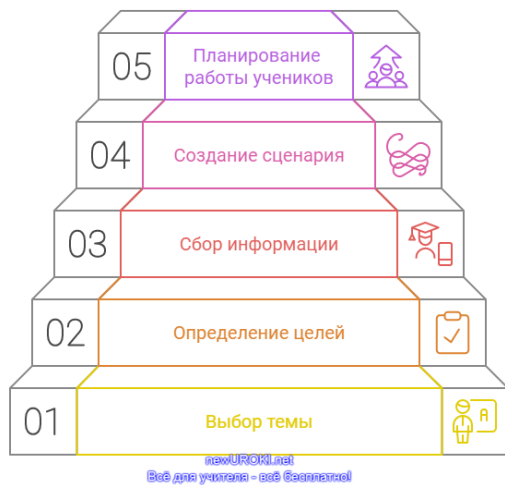 05
Планирование
работы учеников
04
Создание сценария
03
Сбор информации
02
Определение целей
01
Выбор темы
A
newUROKI.net
Всё для учителя - всё бесплатно!